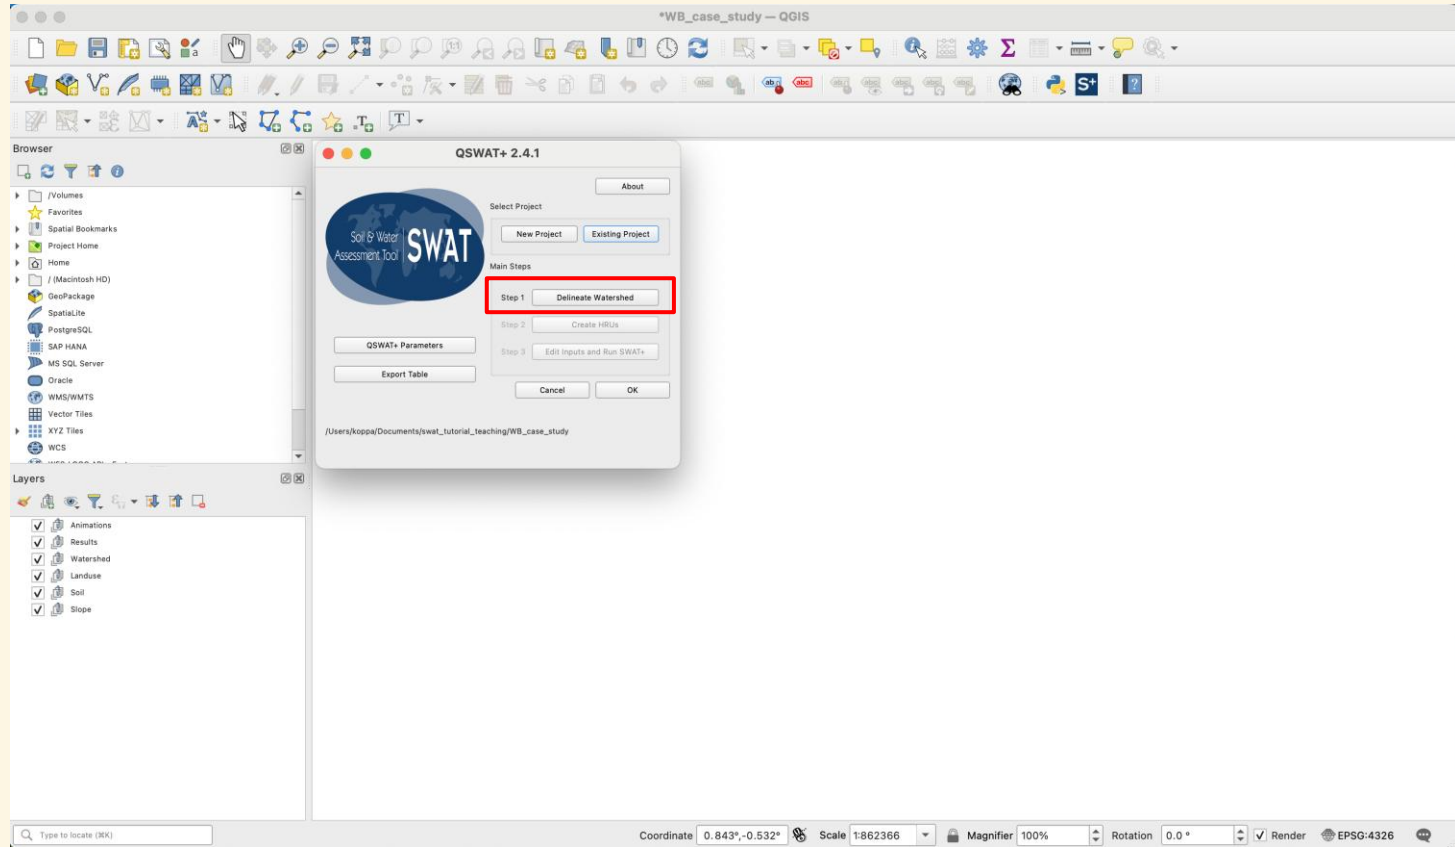 *WB_case_study — QGIS
Browser
/Volumes
Favorites
Spatial Bookmarks
Project Home
Home
/ (Macintosh HD)
GeoPackage
SpatiaLite
PostgreSQL
SAP HANA
MS SQL Server
Oracle
WMS/WMTS
Vector Tiles
XYZ Tiles
WCS
Layers
Animations
Results
Watershed
Landuse
Soil
Slope
QSWAT+ 2.4.1
About
Soil & Water
Assessment Tool
SWAT
Select Project
New Project Existing Project
Main Steps
Step 1 Delineate Watershed
Step 2 Create HRUs
Step 3 Edit Inputs and Run SWAT+
QSWAT+ Parameters
Export Table
Cancel OK
/Users/koppa/Documents/swat_tutorial_teaching/WB_case_study
Type to locate (⌘K) Coordinate 0.843°,-0.532° Scale 1:862366 Magnifier 100% Rotation 0.0 ° Render EPSG:4326